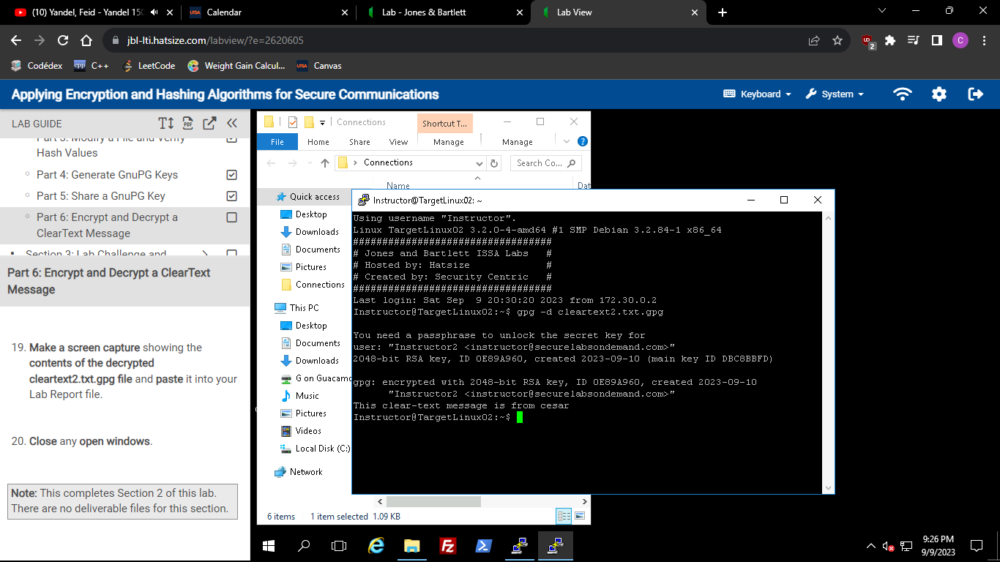 (10) Yandel, Feid - Yandel 150
Calendar
Lab - Jones & Bartlett
Lab View
jbl-lti.hatsize.com/labview/?e=2620605
2
C
Codédex
C++
LeetCode
Weight Gain Calcul...
Canvas
Applying Encryption and Hashing Algorithms for Secure Communications
Keyboard
System
LAB GUIDE
Part 3: Modify a File and Verify
Hash Values
Part 4: Generate GnuPG Keys
Part 5: Share a GnuPG Key
Part 6: Encrypt and Decrypt a
ClearText Message
Section 3: Lab Challenge and
Part 6: Encrypt and Decrypt a ClearText
Message
19. Make a screen capture showing the
contents of the decrypted
cleartext2.txt.gpg file and paste it into your
Lab Report file.
20. Close any open windows.
Note: This completes Section 2 of this lab.
There are no deliverable files for this section.
Connections
Shortcut T...
File
Home
Share
View
Manage
Manage
Connections
Search Co...
Name
Dat
Quick access
Desktop
Downloads
Documents
Pictures
Connections
This PC
Desktop
Documents
Downloads
G on Guacamo
Music
Pictures
Videos
Local Disk (C:)
Network
6 items
1 item selected 1.09 KB
Instructor@TargetLinux02: ~
Using username "Instructor".
Linux TargetLinux02 3.2.0-4-amd64 #1 SMP Debian 3.2.84-1 x86_64
##################################
# Jones and Bartlett ISSA Labs   #
# Hosted by: Hatsize             #
# Created by: Security Centric   #
##################################
Last login: Sat Sep  9 20:30:20 2023 from 172.30.0.2
Instructor@TargetLinux02:~$ gpg -d cleartext2.txt.gpg
You need a passphrase to unlock the secret key for
user: "Instructor2 <instructor@securelabsondemand.com>"
2048-bit RSA key, ID 0E89A960, created 2023-09-10 (main key ID DBC8BBFD)
gpg: encrypted with 2048-bit RSA key, ID 0E89A960, created 2023-09-10
"Instructor2 <instructor@securelabsondemand.com>"
This clear-text message is from cesar
Instructor@TargetLinux02:~$
9:26 PM
9/9/2023